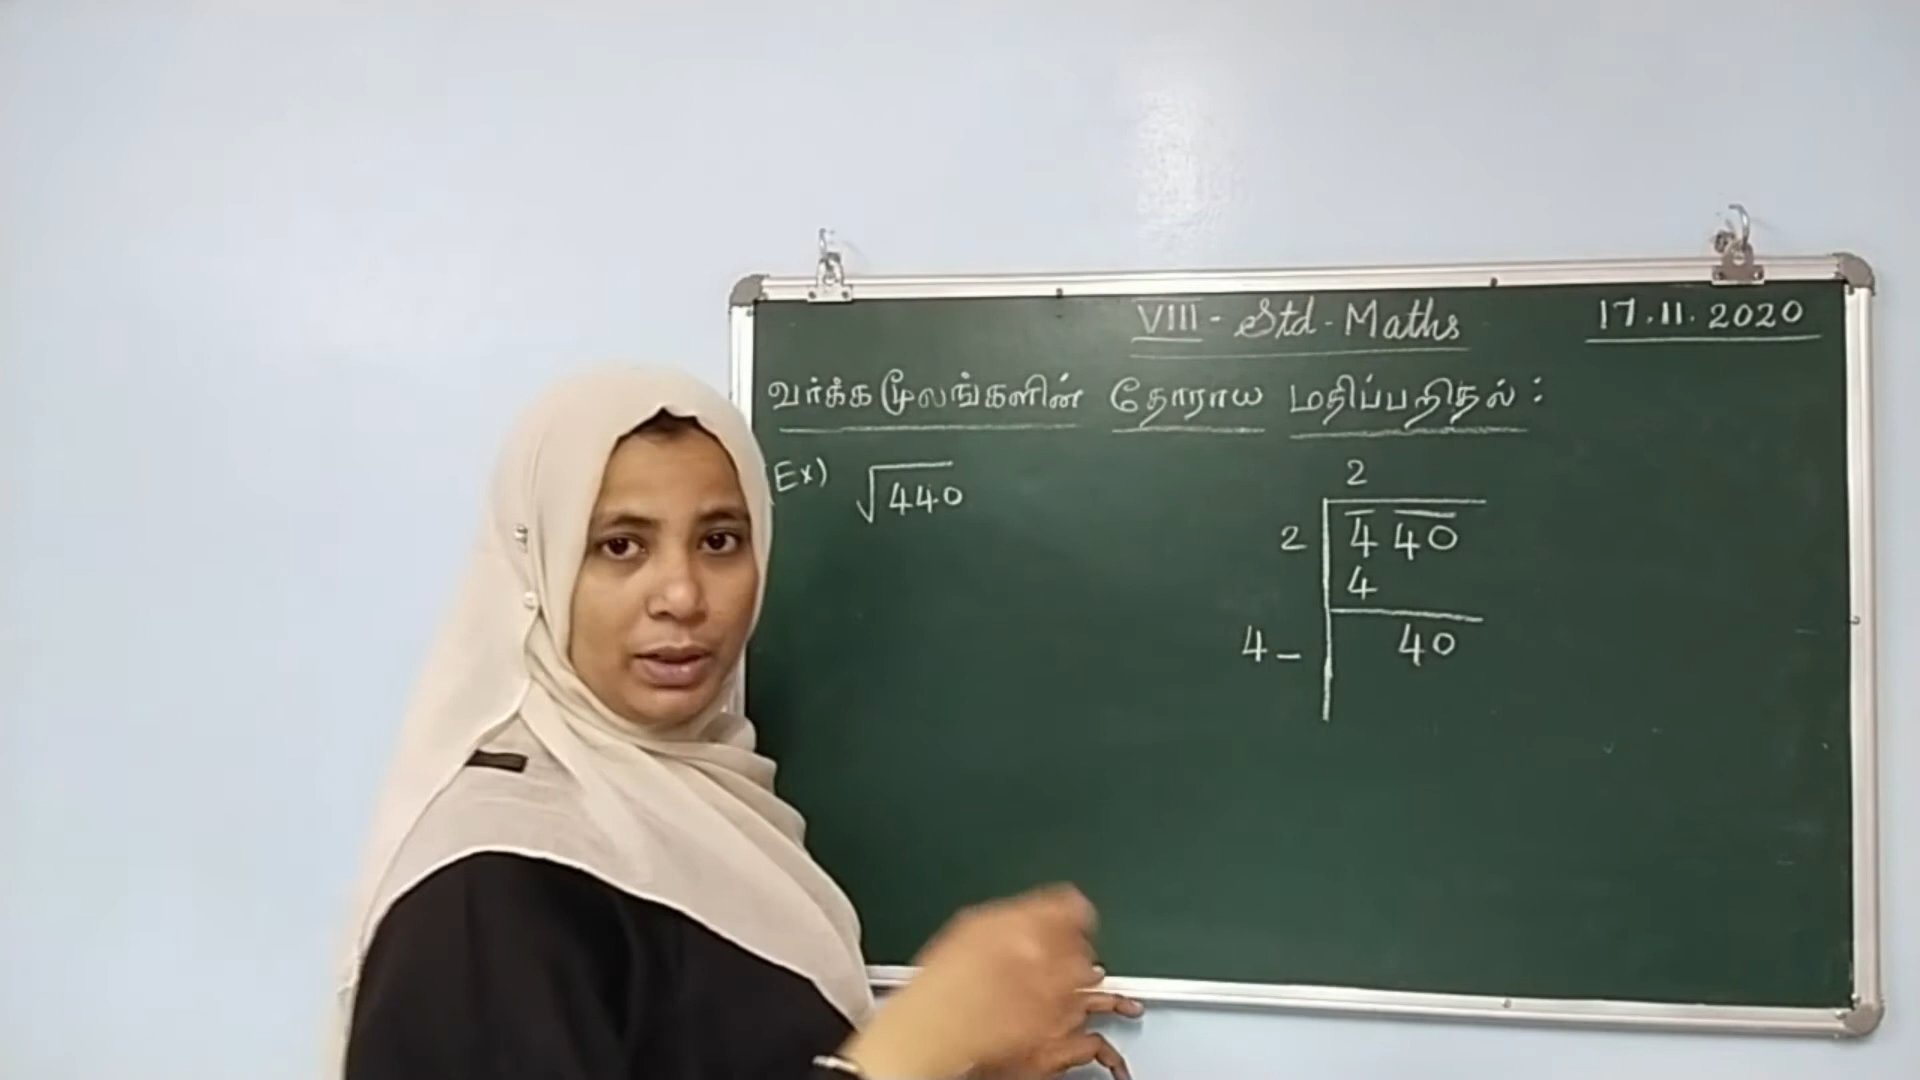 VIII - Std - Maths 17.11.2020
வர்க்கமூலங்களின் தோராய மதிப்பறிதல் :
(Ex) √440
2
2 4 40
4
4 _ 40